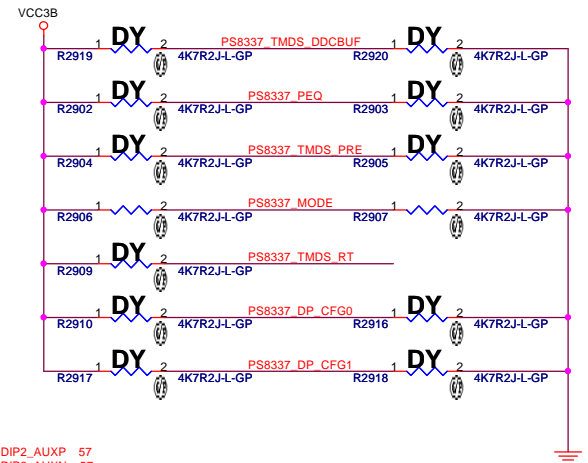 VCC3B
1 DY 2 PS8337_TMDS_DDCBUF 1 DY 2
R2919 4K7R2J-L-GP R2920 4K7R2J-L-GP
1 DY 2 PS8337_PEQ 1 DY 2
R2902 4K7R2J-L-GP R2903 4K7R2J-L-GP
1 DY 2 PS8337_TMDS_PRE 1 DY 2
R2904 4K7R2J-L-GP R2905 4K7R2J-L-GP
1 2 PS8337_MODE 1 2
R2906 4K7R2J-L-GP R2907 4K7R2J-L-GP
1 DY 2 PS8337_TMDS_RT
R2909 4K7R2J-L-GP
1 DY 2 PS8337_DP_CFG0 1 DY 2
R2910 4K7R2J-L-GP R2916 4K7R2J-L-GP
1 DY 2 PS8337_DP_CFG1 1 DY 2
R2917 4K7R2J-L-GP R2918 4K7R2J-L-GP
DIP2_AUXP 57